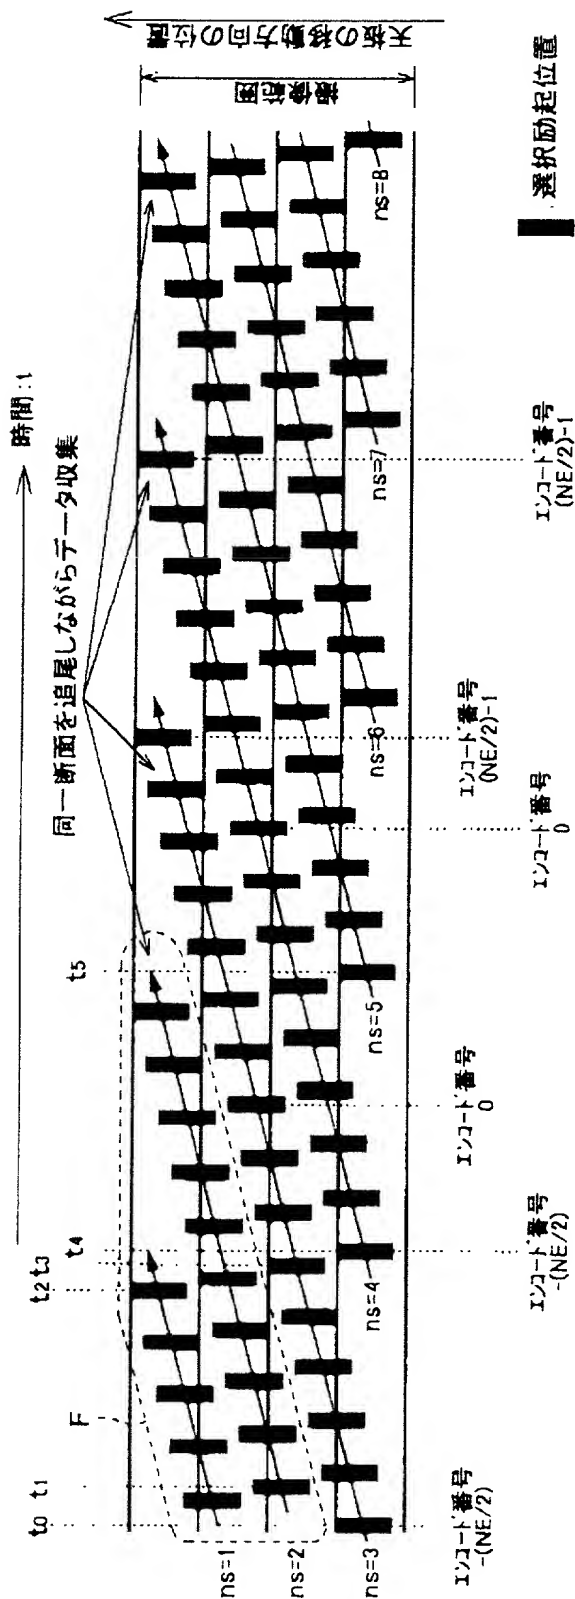 時間:t
同一断面を追尾しながらデータ収集
天板の移動方向の位置
撮像範囲
F
t0
t1
t2
t3
t4
t5
ns=1
ns=2
ns=3
ns=4
ns=5
ns=6
ns=7
ns=8
エンコード番号
-(NE/2)
エンコード番号
-(NE/2)
エンコード番号
0
エンコード番号
0
エンコード番号
(NE/2)-1
エンコード番号
(NE/2)-1
選択励起位置